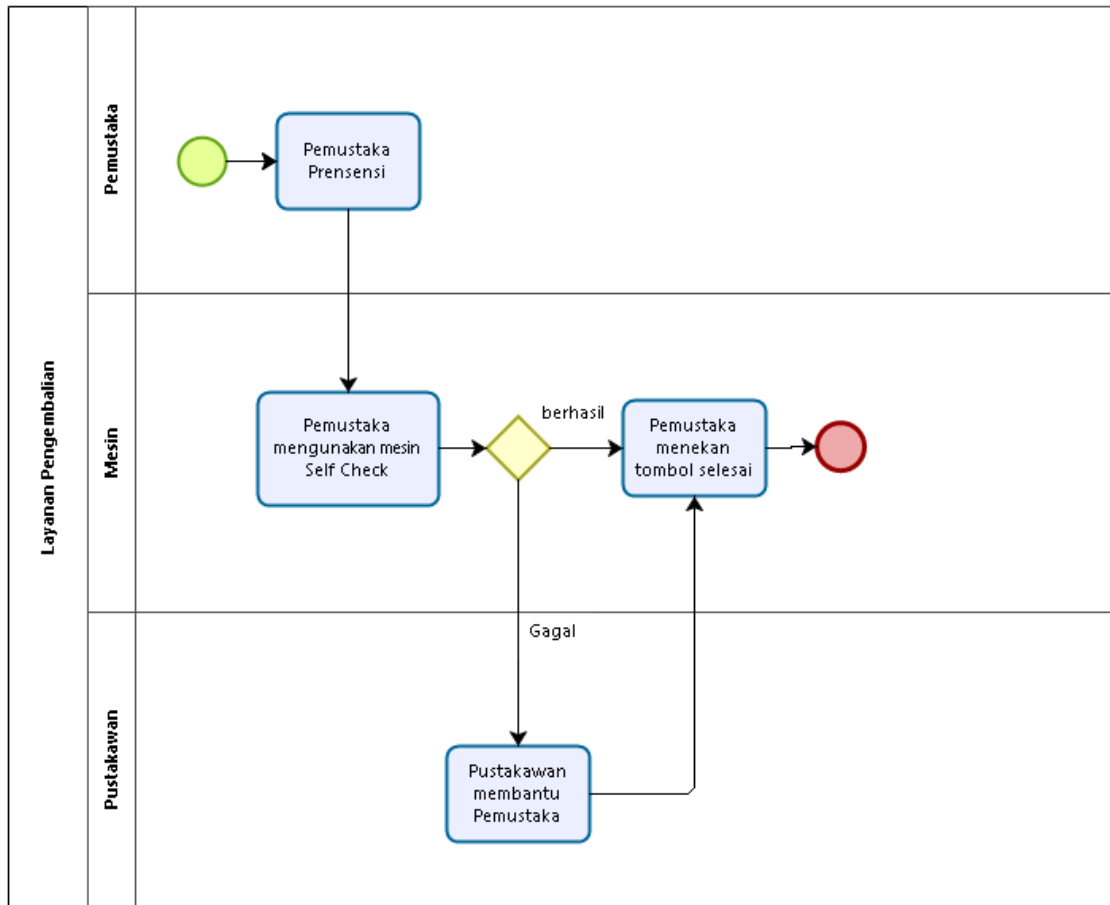 Layanan Pengembalian
Pemustaka
Pemustaka
Prensensi
Mesin
Pemustaka
mengunakan mesin
Self Check
berhasil
Pemustaka
menekan
tombol selesai
Gagal
Pustakawan
Pustakawan
membantu
Pemustaka